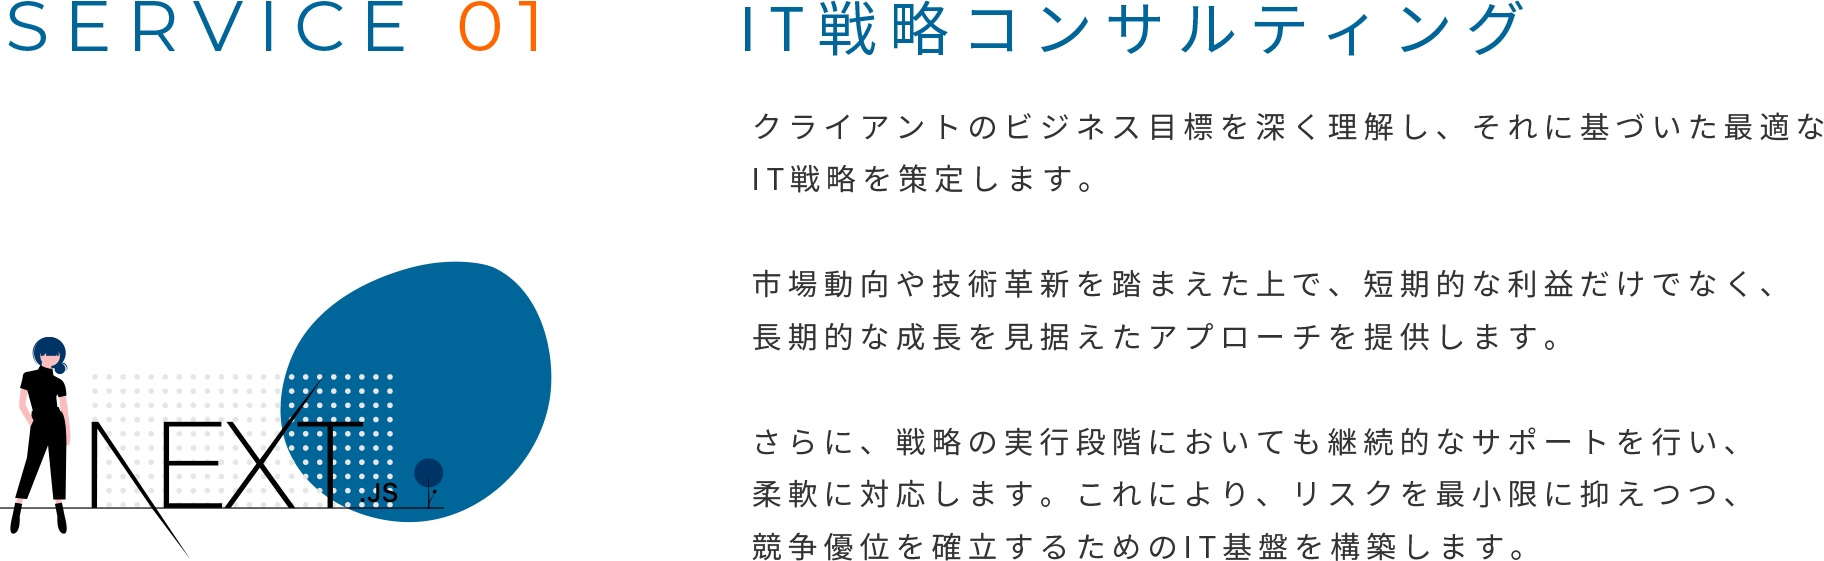 SERVICE 01
IT戦略コンサルティング
クライアントのビジネス目標を深く理解し、それに基づいた最適な
IT戦略を策定します。
市場動向や技術革新を踏まえた上で、短期的な利益だけでなく、
長期的な成長を見据えたアプローチを提供します。
さらに、戦略の実行段階においても継続的なサポートを行い、
柔軟に対応します。これにより、リスクを最小限に抑えつつ、
競争優位を確立するためのIT基盤を構築します。
NEXT.JS